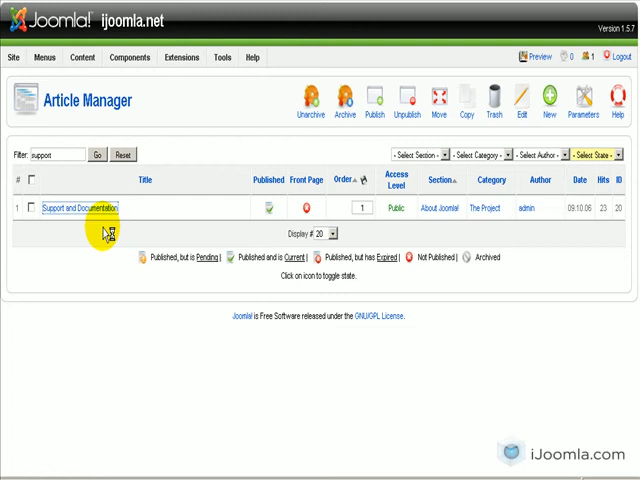 Joomla! ijoomla.net
Version 1.5.7
Site Menus Content Components Extensions Tools Help Preview 0 1 Logout
Article Manager
Unarchive Archive Publish Unpublish Move Copy Trash Edit New Parameters Help
Filter: support Go Reset - Select Section - - Select Category - - Select Author - - Select State -
# Title Published Front Page Order Access Level Section Category Author Date Hits ID
1 Support and Documentation 1 Public About Joomla! The Project admin 09.10.06 23 20
Display # 20
Published, but is Pending | Published and is Current | Published, but has Expired | Not Published | Archived
Click on icon to toggle state.
Joomla! is Free Software released under the GNU/GPL License.
iJoomla.com